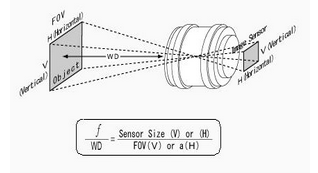 FOV
H (Horizontal)
V (Vertical)
Object
WD
Image Sensor
V (Vertical)
H (Horizontal)
f / WD = Sensor Size (V) or (H) / FOV(V) or a(H)